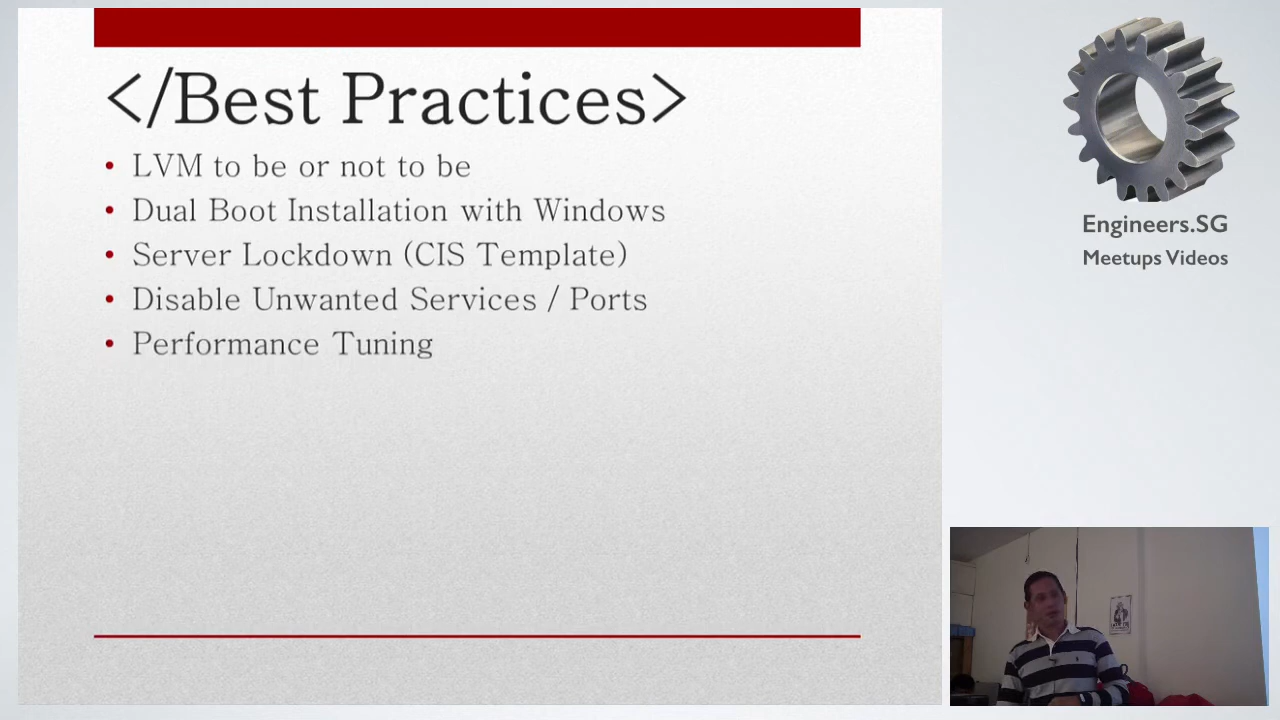 </Best Practices>
• LVM to be or not to be
• Dual Boot Installation with Windows
• Server Lockdown (CIS Template)
• Disable Unwanted Services / Ports
• Performance Tuning
Engineers.SG
Meetups Videos